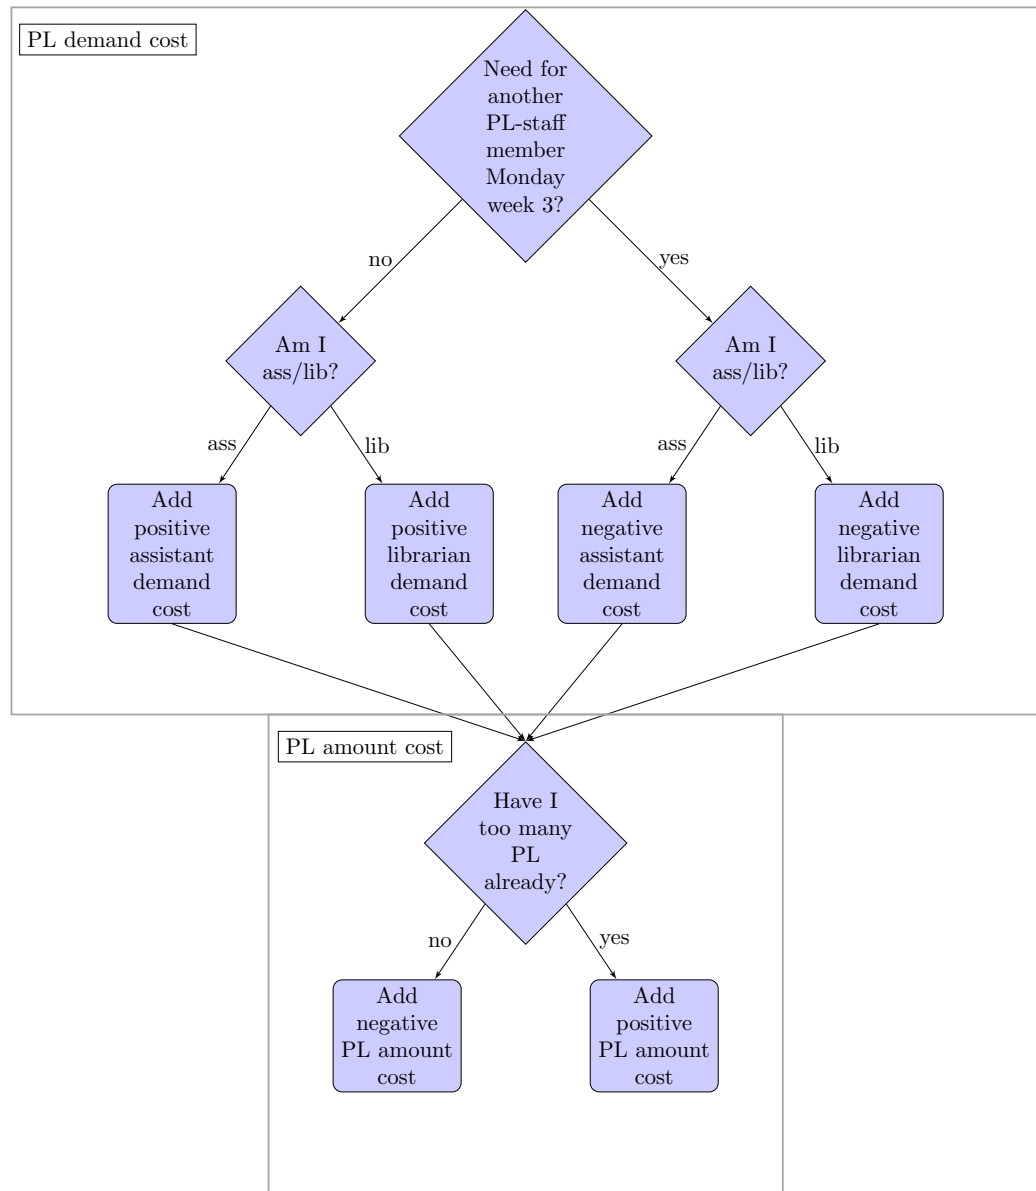 PL demand cost
Need for
another
PL-staff
member
Monday
week 3?
no
yes
Am I
ass/lib?
Am I
ass/lib?
ass
lib
ass
lib
Add
positive
assistant
demand
cost
Add
positive
librarian
demand
cost
Add
negative
assistant
demand
cost
Add
negative
librarian
demand
cost
PL amount cost
Have I
too many
PL
already?
no
yes
Add
negative
PL amount
cost
Add
positive
PL amount
cost